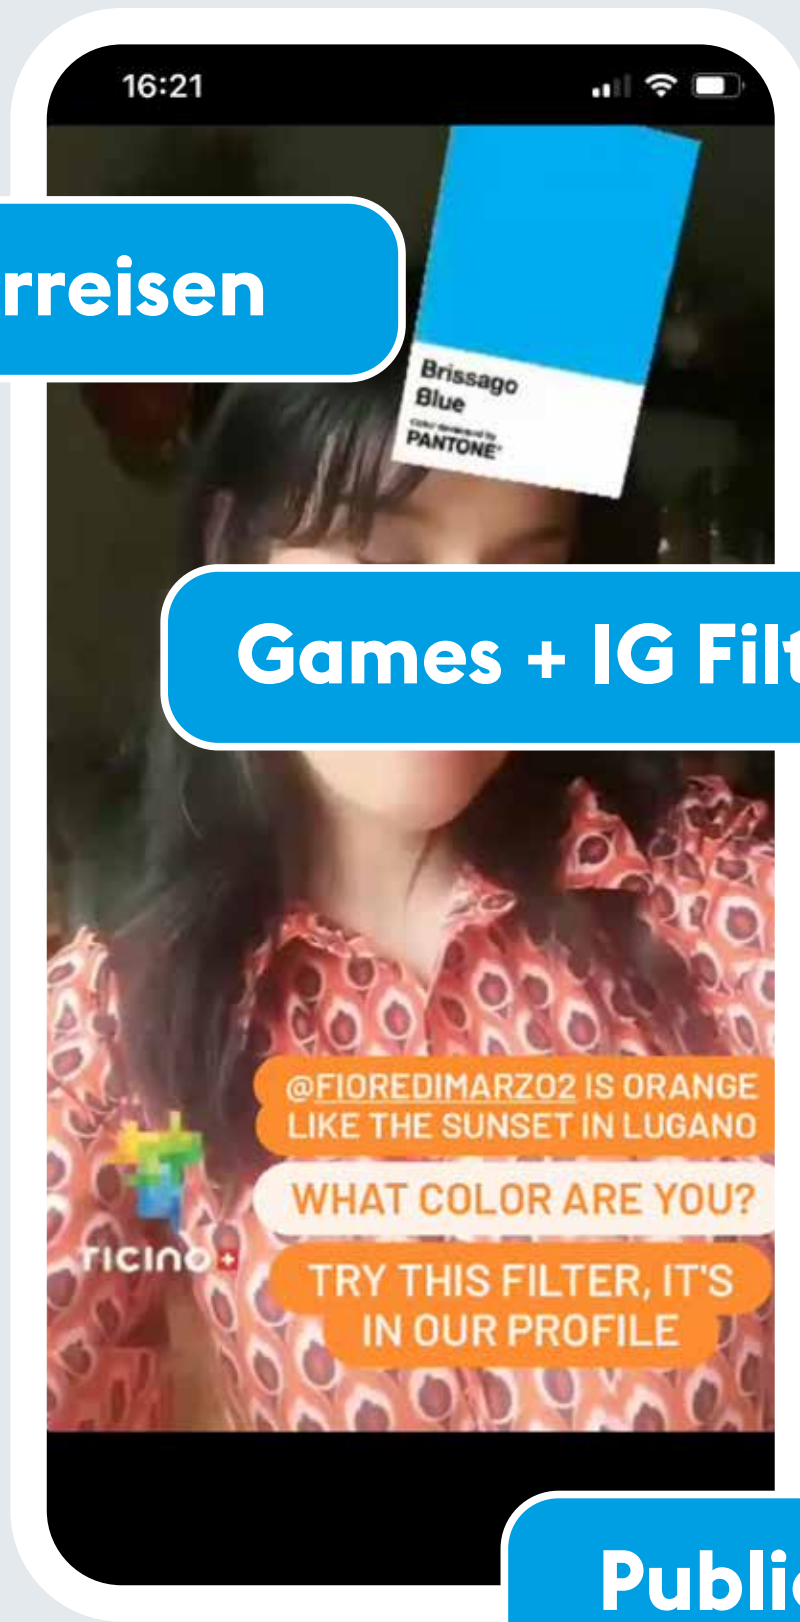 16:21
rreisen
Brissago
Blue
PANTONE®
Games + IG Filt
@FIOREDIMARZO2 IS ORANGE
LIKE THE SUNSET IN LUGANO
WHAT COLOR ARE YOU?
ricino+
TRY THIS FILTER, IT'S
IN OUR PROFILE
Public